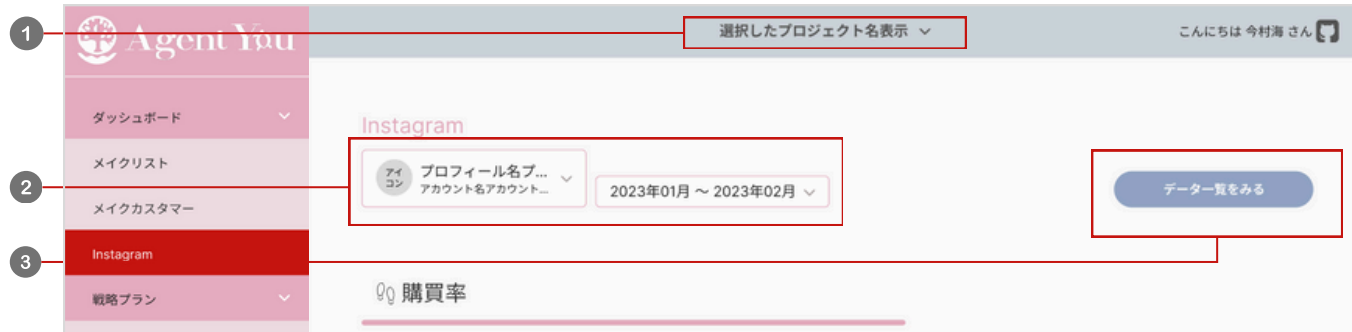 1
Agent You
選択したプロジェクト名表示
こんにちは 今村海 さん
ダッシュボード
Instagram
メイクリスト
アイ
コン
プロフィール名プ...
アカウント名アカウント...
2023年01月 ~ 2023年02月
データ一覧をみる
2
メイクカスタマー
3
Instagram
戦略プラン
購買率